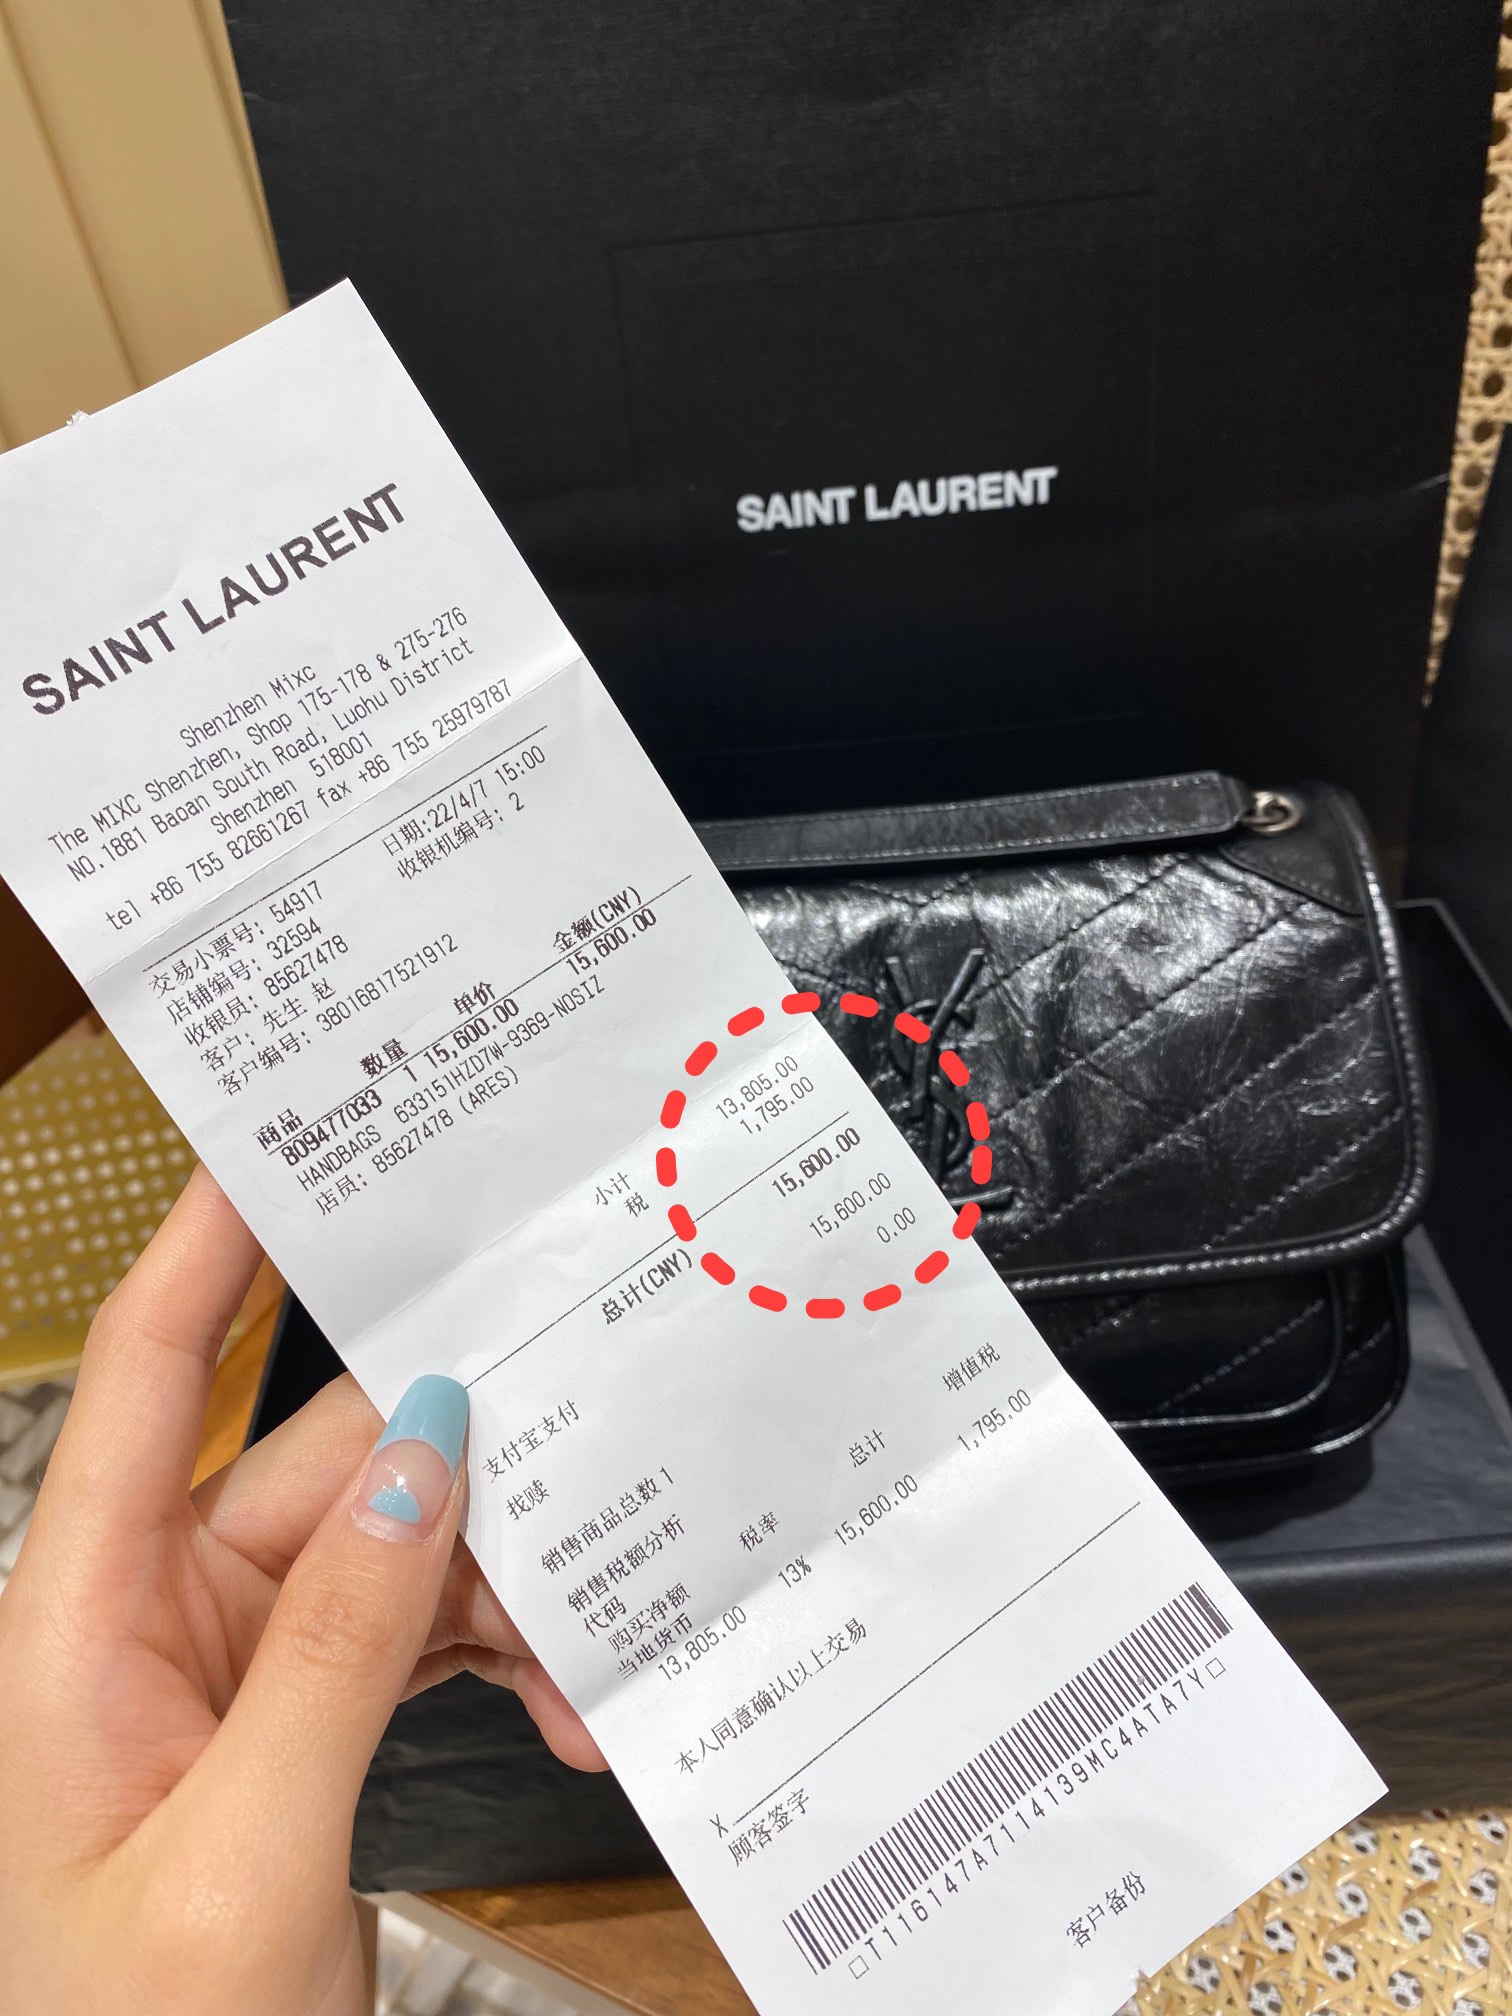 SAINT LAURENT
SAINT LAURENT
Shenzhen Mixc
The MIXC Shenzhen, Shop 175-178 & 275-276
NO.1881 Baoan South Road, Luohu District
Shenzhen 518001
tel +86 755 82661267 fax +86 755 25979787
交易小票号: 54917 日期:22/4/7 15:00
店铺编号: 32594 收银机编号: 2
收银员: 85627478
客户: 先生 赵
客户编号: 3801681752​1912
商品 数量 单价 金额(CNY)
809477033 1 15,600.00 15,600.00
HANDBAGS 633151HZD7W-9369-NOSIZ
店员: 85627478 (ARES)
小计 13,805.00
税 1,795.00
总计(CNY) 15,600.00
支付宝支付 15,600.00
找赎 0.00
销售商品总数 1
销售税额分析
代码 税率 总计 增值税
购买净额
当地货币
13,805.00 13% 15,600.00 1,795.00
本人同意确认以上交易
X
顾客签字
□T116147A7114139MC4ATA7Y□
客户备份